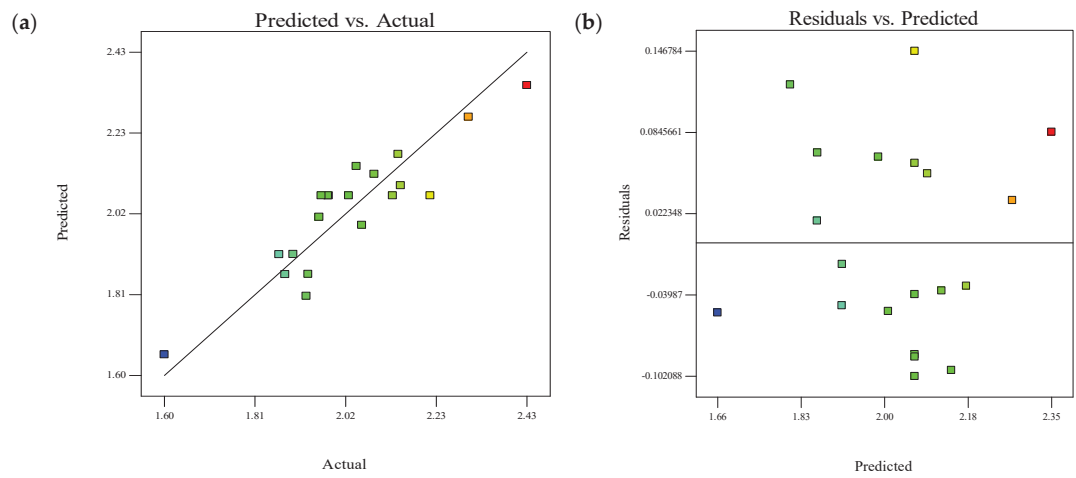 (a)
Predicted vs. Actual
2.43
2.23
2.02
1.81
1.60
Predicted
1.60
1.81
2.02
2.23
2.43
Actual
(b)
Residuals vs. Predicted
0.146784
0.0845661
0.022348
-0.03987
-0.102088
Residuals
1.66
1.83
2.00
2.18
2.35
Predicted